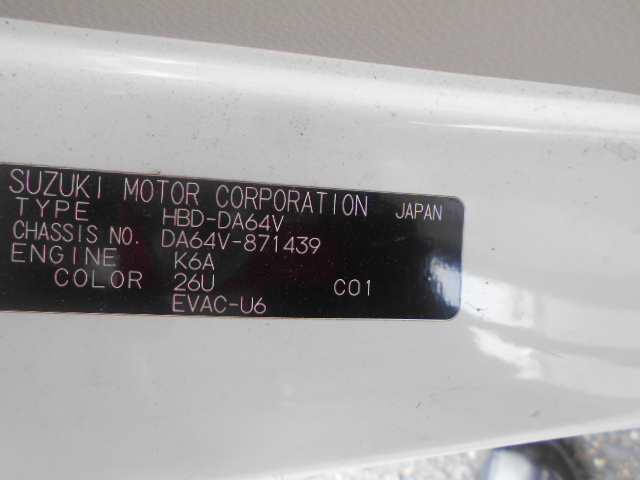 SUZUKI MOTOR CORPORATION JAPAN
TYPE HBD-DA64V
CHASSIS NO. DA64V-871439
ENGINE K6A
COLOR 26U C01
EVAC-U6